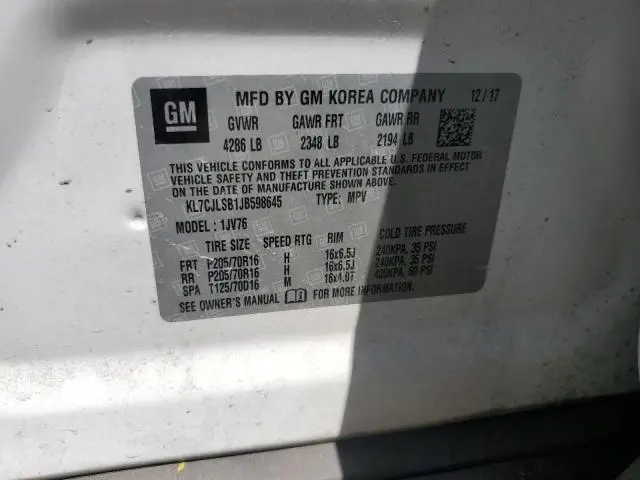 GM
MFD BY GM KOREA COMPANY 12/17
GVWR GAWR FRT GAWR RR
4286 LB 2348 LB 2194 LB
THIS VEHICLE CONFORMS TO ALL APPLICABLE U.S. FEDERAL MOTOR
VEHICLE SAFETY AND THEFT PREVENTION STANDARDS IN EFFECT
ON THE DATE OF MANUFACTURE SHOWN ABOVE.
KL7CJLSB1JB598645 TYPE: MPV
MODEL: 1JV76
TIRE SIZE SPEED RTG RIM COLD TIRE PRESSURE
FRT P205/70R16 H 16x6.5J 240KPA, 35 PSI
RR P205/70R16 H 16x6.5J 240KPA, 35 PSI
SPA T125/70D16 M 16x4.0T 420KPA, 60 PSI
SEE OWNER'S MANUAL FOR MORE INFORMATION.